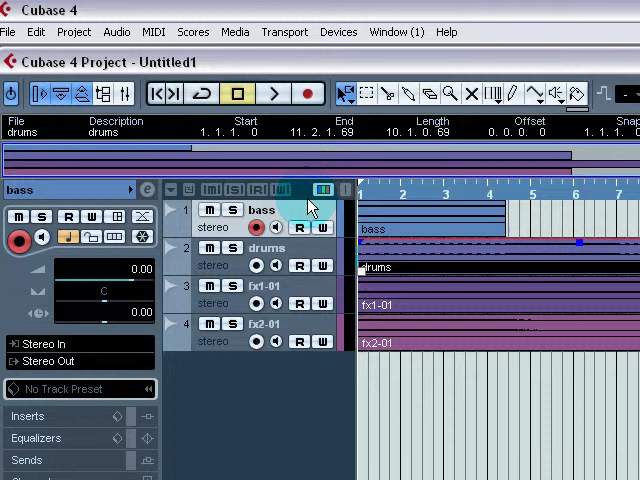 Cubase 4
File Edit Project Audio MIDI Scores Media Transport Devices Window (1) Help
Cubase 4 Project - Untitled1
File Description Start End Length Offset Snap
drums drums 1. 1. 1. 0 11. 2. 1. 69 10. 1. 0. 69 0. 0. 0. 0 1. 1. 1.
bass e M S R W 1 2 3 4 5 6 7
M S R W
1 M S bass
stereo R W bass
2 M S drums
stereo R W drums
3 M S fx1-01
stereo R W fx1-01
4 M S fx2-01
stereo R W fx2-01
0.00
C
0.00
Stereo In
Stereo Out
No Track Preset
Inserts
Equalizers
Sends